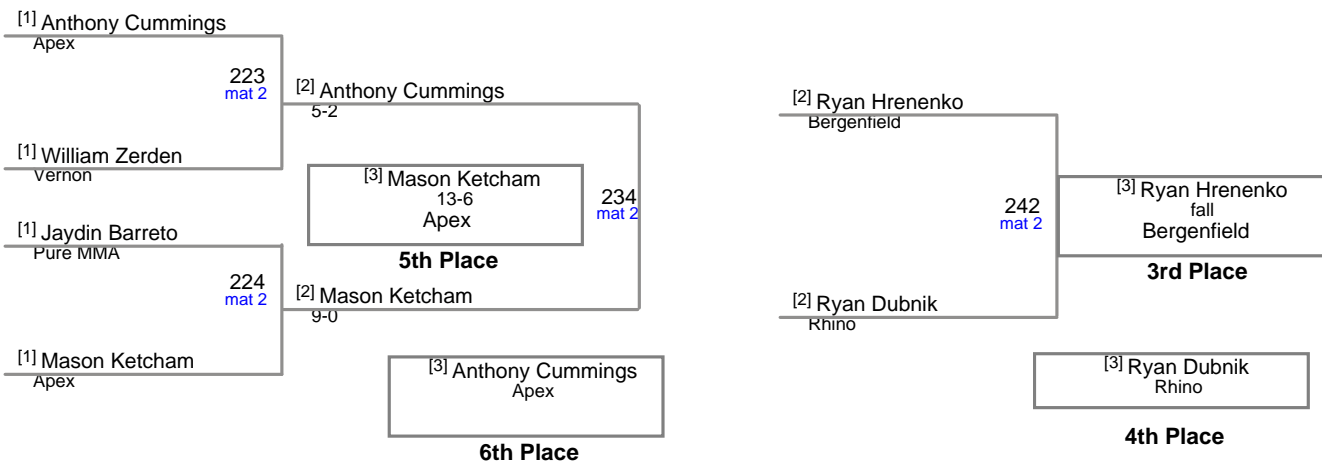 [1] Anthony Cummings
Apex
223
mat 2
[2] Anthony Cummings
5-2
[1] William Zerden
Vernon
[3] Mason Ketcham
13-6
Apex
5th Place
234
mat 2
[1] Jaydin Barreto
Pure MMA
224
mat 2
[2] Mason Ketcham
9-0
[1] Mason Ketcham
Apex
[3] Anthony Cummings
Apex
6th Place
[2] Ryan Hrenenko
Bergenfield
242
mat 2
[3] Ryan Hrenenko
fall
Bergenfield
3rd Place
[2] Ryan Dubnik
Rhino
[3] Ryan Dubnik
Rhino
4th Place